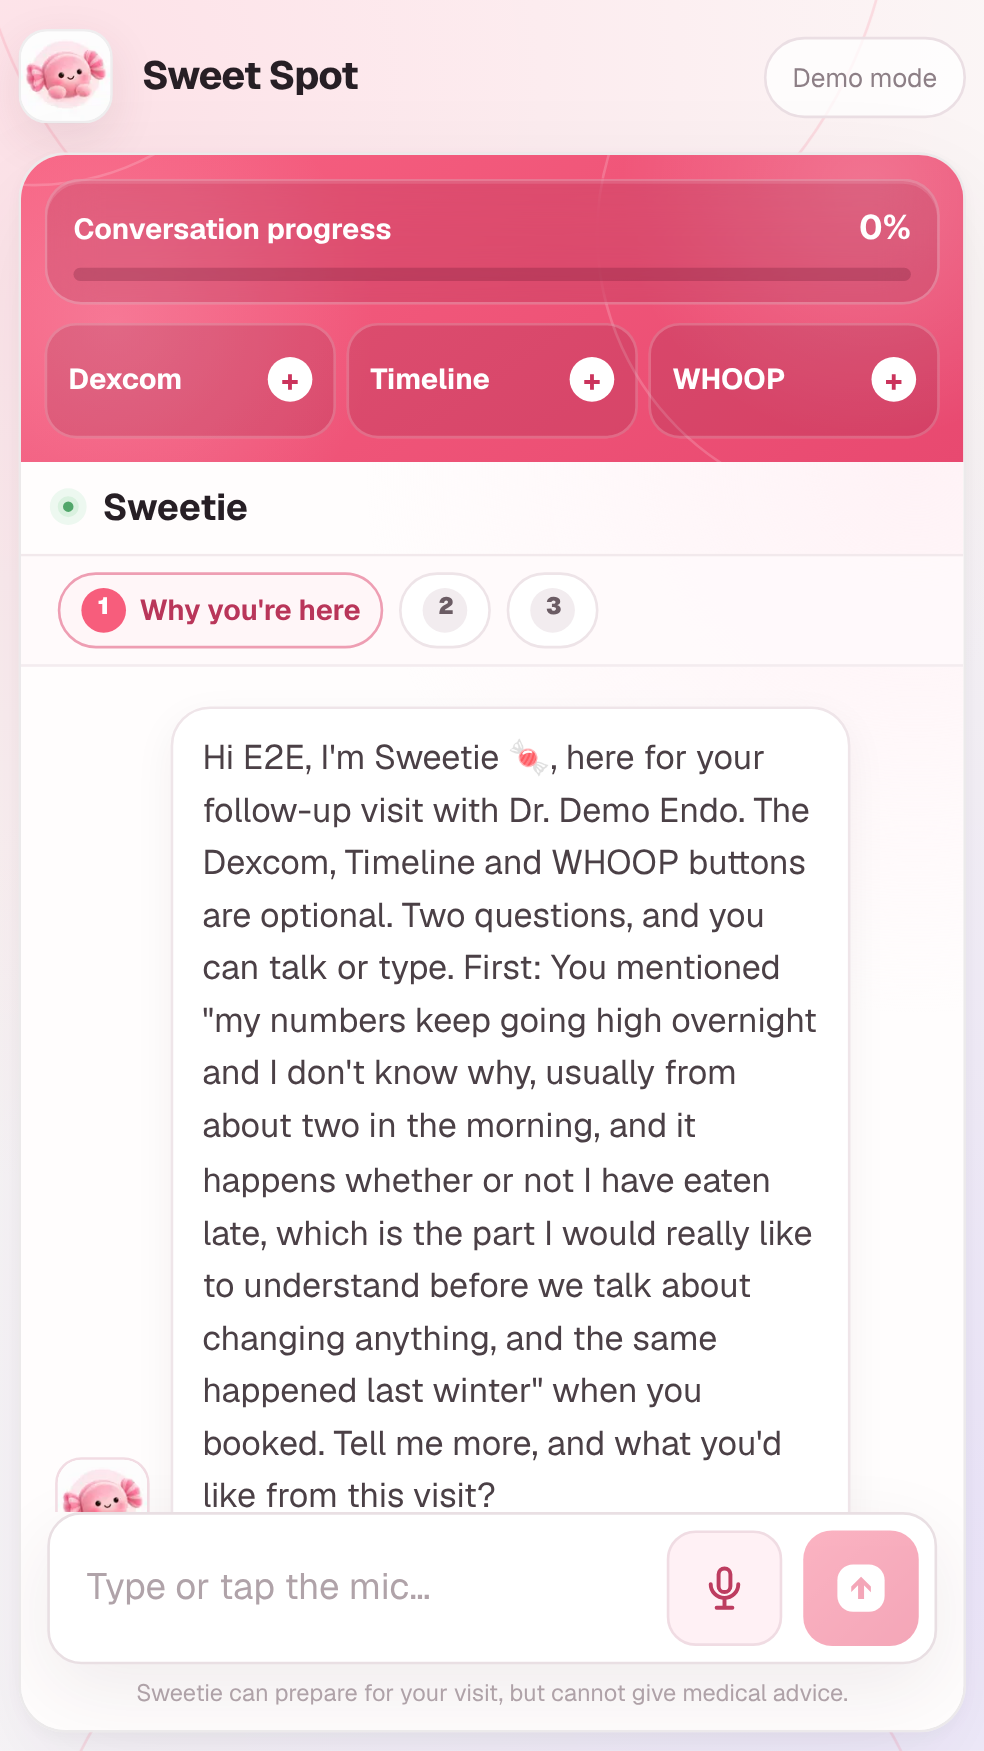 Sweet Spot
Demo mode
Conversation progress
0%
Dexcom
+
Timeline
+
WHOOP
+
Sweetie
1 Why you're here
2
3
Hi E2E, I'm Sweetie 🍬, here for your
follow-up visit with Dr. Demo Endo. The
Dexcom, Timeline and WHOOP buttons
are optional. Two questions, and you
can talk or type. First: You mentioned
"my numbers keep going high overnight
and I don't know why, usually from
about two in the morning, and it
happens whether or not I have eaten
late, which is the part I would really like
to understand before we talk about
changing anything, and the same
happened last winter" when you
booked. Tell me more, and what you'd
like from this visit?
Type or tap the mic...
Sweetie can prepare for your visit, but cannot give medical advice.